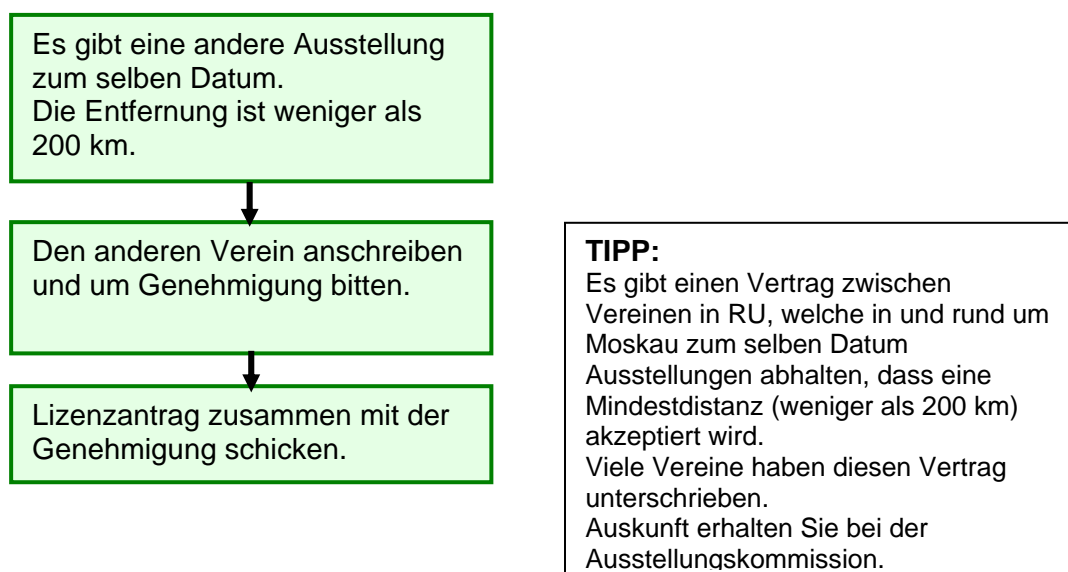 Es gibt eine andere Ausstellung
zum selben Datum.
Die Entfernung ist weniger als
200 km.
Den anderen Verein anschreiben
und um Genehmigung bitten.
Lizenzantrag zusammen mit der
Genehmigung schicken.
TIPP:
Es gibt einen Vertrag zwischen
Vereinen in RU, welche in und rund um
Moskau zum selben Datum
Ausstellungen abhalten, dass eine
Mindestdistanz (weniger als 200 km)
akzeptiert wird.
Viele Vereine haben diesen Vertrag
unterschrieben.
Auskunft erhalten Sie bei der
Ausstellungskommission.